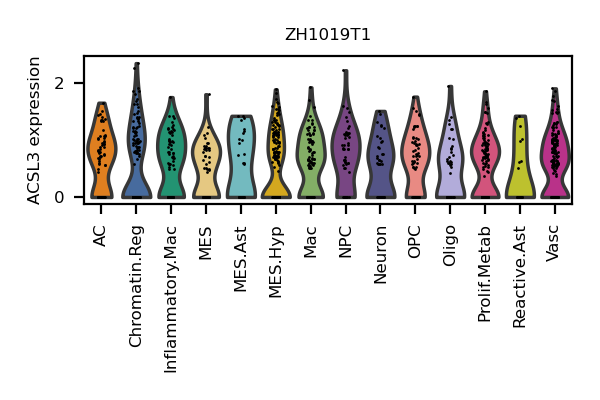 ZH1019T1
ACSL3 expression
2
0
AC
Chromatin.Reg
Inflammatory.Mac
MES
MES.Ast
MES.Hyp
Mac
NPC
Neuron
OPC
Oligo
Prolif.Metab
Reactive.Ast
Vasc